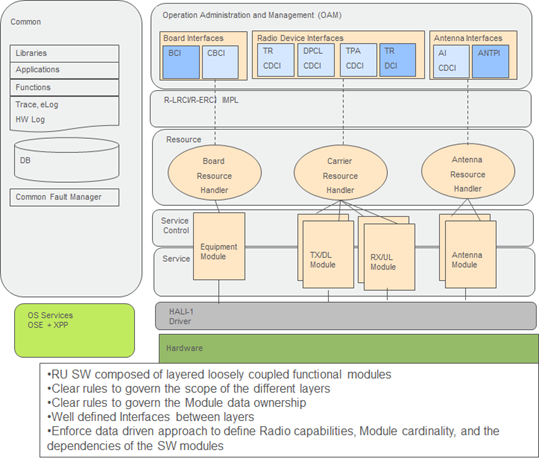 Common
Libraries
Applications
Functions
Trace, eLog
HW Log
DB
Common Fault Manager
OS Services
OSE + XPP
Operation Administration and Management (OAM)
Board Interfaces
BCI
CBCI
Radio Device Interfaces
TR
CDCI
DPCL
CDCI
TPA
CDCI
TR
DCI
Antenna Interfaces
AI
CDCI
ANTPI
R-LRCI/R-ERCI IMPL
Resource
Board
Resource
Handler
Carrier
Resource
Handler
Antenna
Resource
Handler
Service
Control
Service
Equipment
Module
TX/DL
Module
RX/UL
Module
Antenna
Module
HALI-1
Driver
Hardware
•RU SW composed of layered loosely coupled functional modules
•Clear rules to govern the scope of the different layers
•Clear rules to govern the Module data ownership
•Well defined Interfaces between layers
•Enforce data driven approach to define Radio capabilities, Module cardinality, and the
dependencies of the SW modules